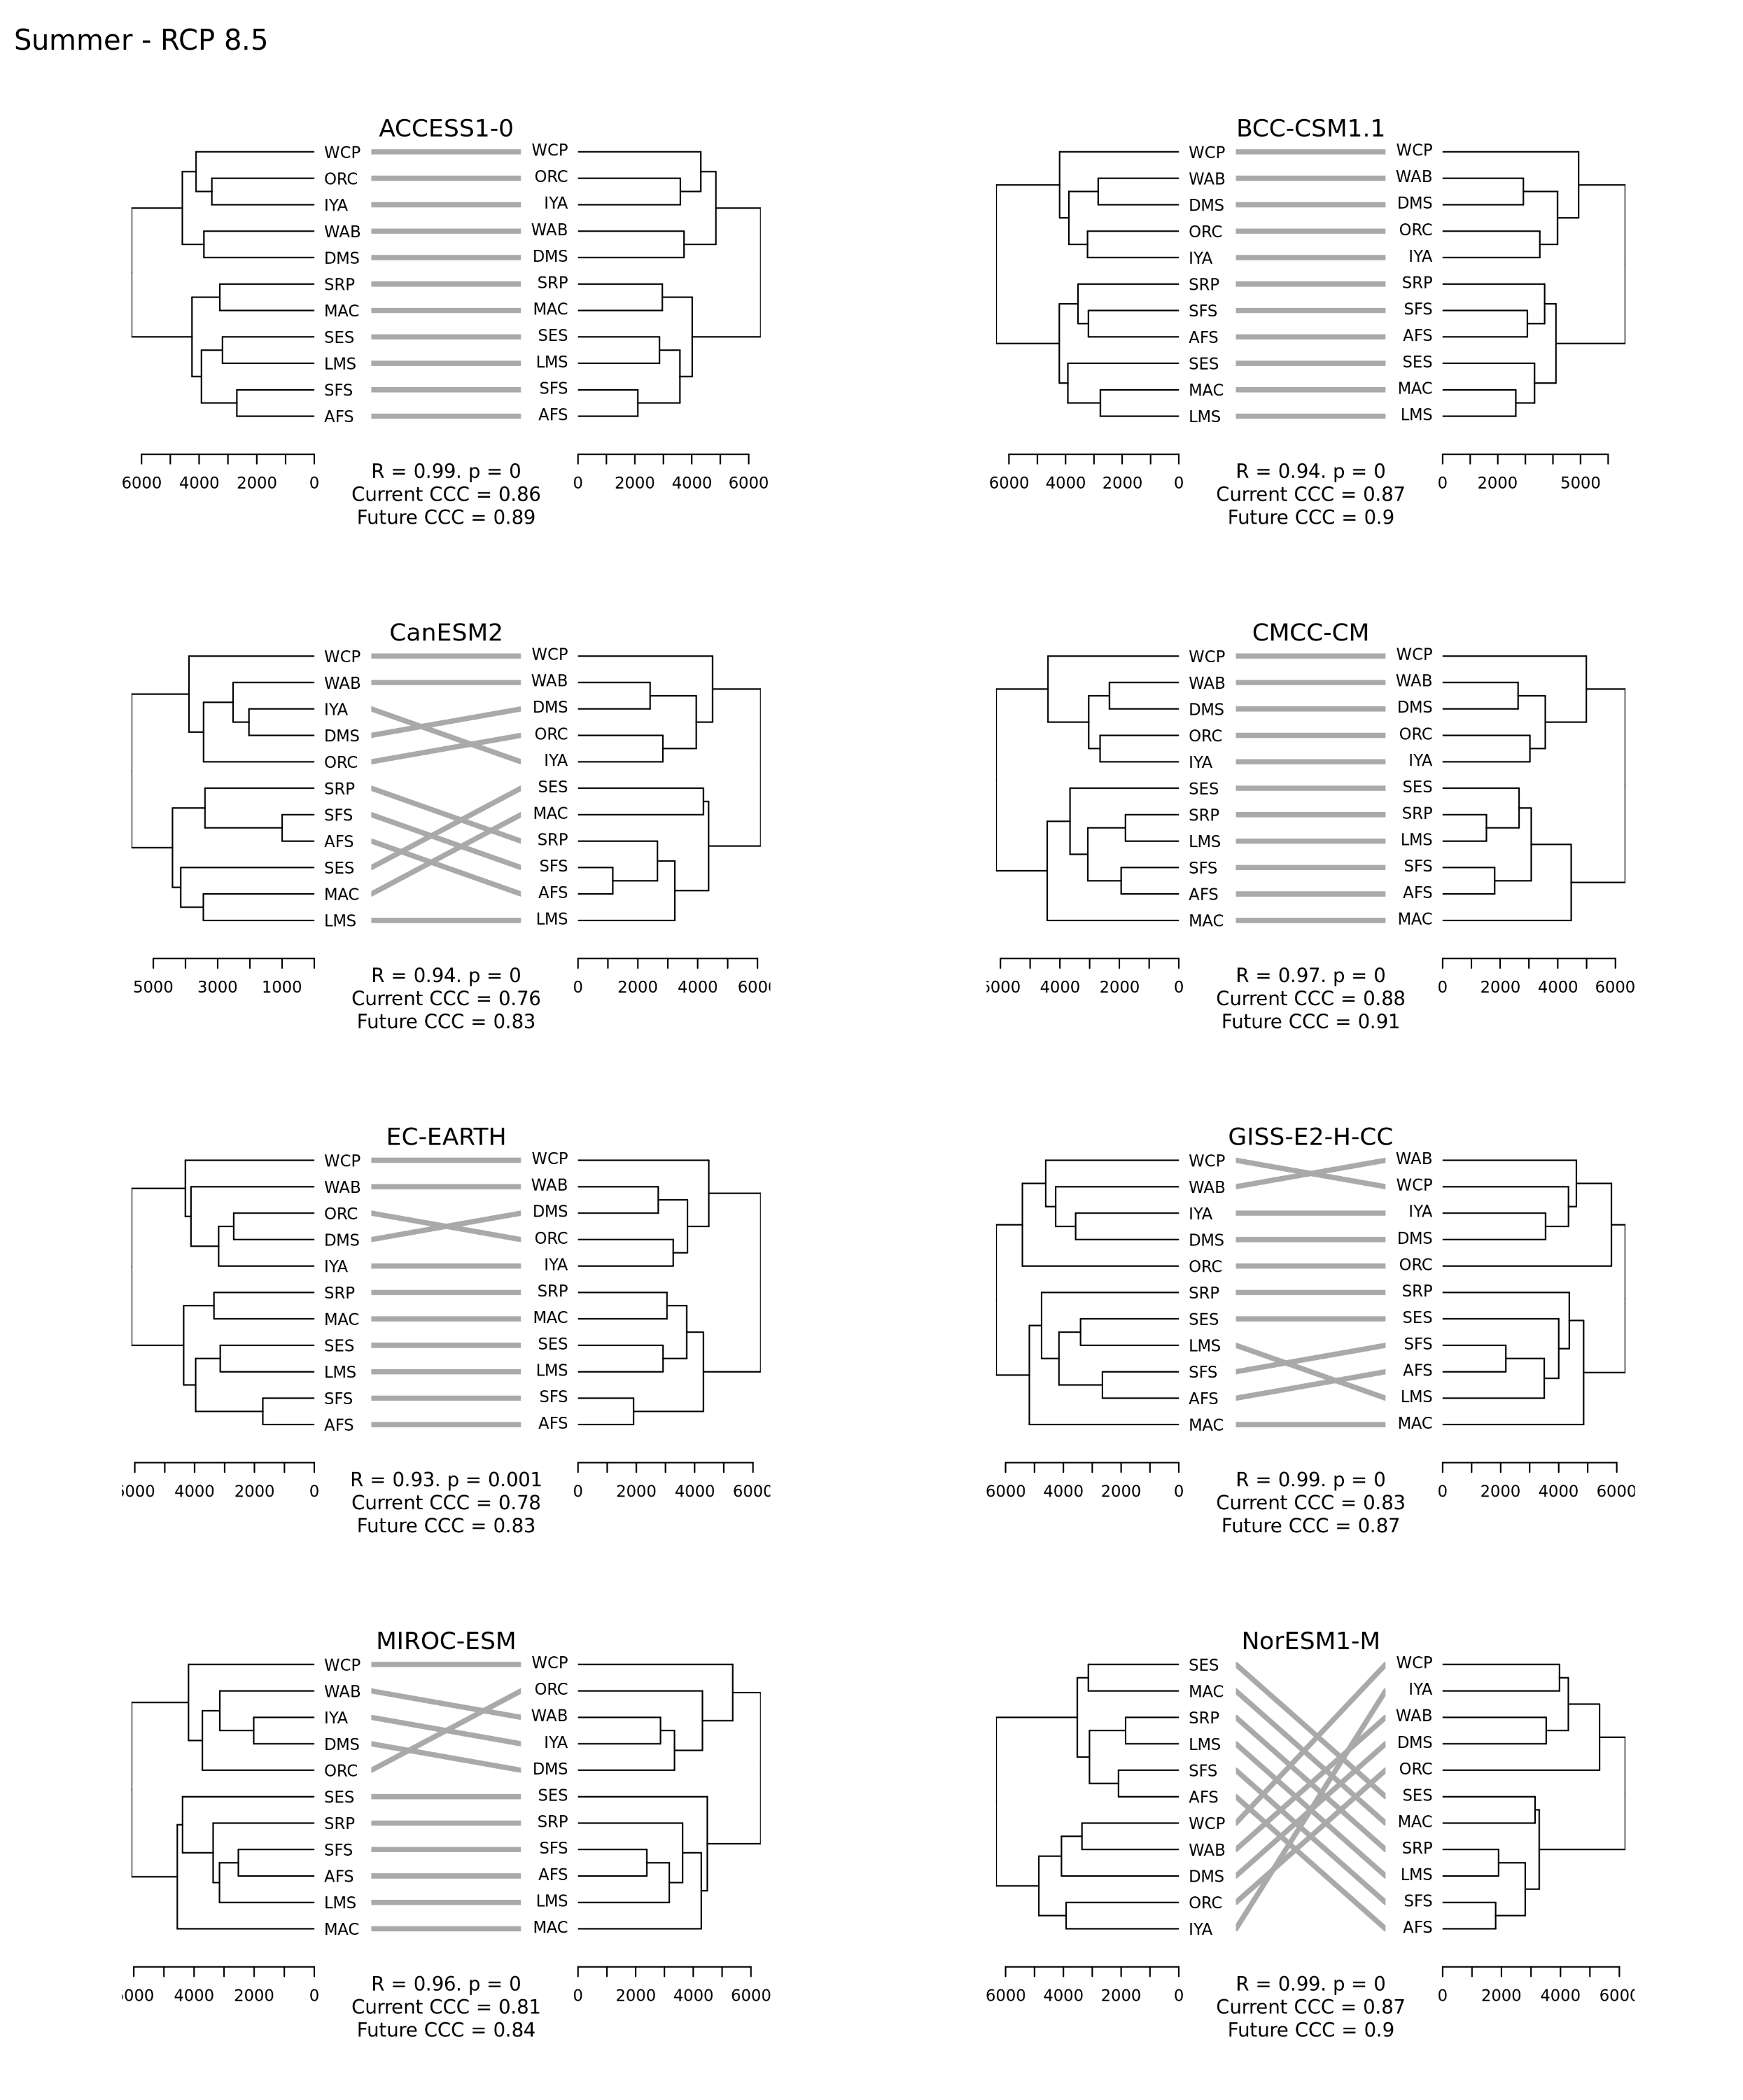 Summer - RCP 8.5
ACCESS1-0
WCP WCP
ORC ORC
IYA IYA
WAB WAB
DMS DMS
SRP SRP
MAC MAC
SES SES
LMS LMS
SFS SFS
AFS AFS
6000 4000 2000 0 0 2000 4000 6000
R = 0.99. p = 0
Current CCC = 0.86
Future CCC = 0.89
BCC-CSM1.1
WCP WCP
WAB WAB
DMS DMS
ORC ORC
IYA IYA
SRP SRP
SFS SFS
AFS AFS
SES SES
MAC MAC
LMS LMS
6000 4000 2000 0 0 2000 5000
R = 0.94. p = 0
Current CCC = 0.87
Future CCC = 0.9
CanESM2
WCP WCP
WAB WAB
IYA DMS
DMS ORC
ORC IYA
SRP SES
SFS MAC
AFS SRP
SES SFS
MAC AFS
LMS LMS
5000 3000 1000 0 2000 4000
R = 0.94. p = 0
Current CCC = 0.76
Future CCC = 0.83
CMCC-CM
WCP WCP
WAB WAB
DMS DMS
ORC ORC
IYA IYA
SES SES
SRP SRP
LMS LMS
SFS SFS
AFS AFS
MAC MAC
4000 2000 0 0 2000 4000 6000
R = 0.97. p = 0
Current CCC = 0.88
Future CCC = 0.91
EC-EARTH
WCP WCP
WAB WAB
ORC DMS
DMS ORC
IYA IYA
SRP SRP
MAC MAC
SES SES
LMS LMS
SFS SFS
AFS AFS
4000 2000 0 0 2000 4000
R = 0.93. p = 0.001
Current CCC = 0.78
Future CCC = 0.83
GISS-E2-H-CC
WCP WAB
WAB WCP
IYA IYA
DMS DMS
ORC ORC
SRP SRP
SES SES
LMS SFS
SFS AFS
AFS LMS
MAC MAC
6000 4000 2000 0 0 2000 4000
R = 0.99. p = 0
Current CCC = 0.83
Future CCC = 0.87
MIROC-ESM
WCP WCP
WAB ORC
IYA WAB
DMS IYA
ORC DMS
SES SES
SRP SRP
SFS SFS
AFS AFS
LMS LMS
MAC MAC
4000 2000 0 0 2000 4000 6000
R = 0.96. p = 0
Current CCC = 0.81
Future CCC = 0.84
NorESM1-M
SES WCP
MAC IYA
SRP WAB
LMS DMS
SFS ORC
AFS SES
WCP MAC
WAB SRP
DMS LMS
ORC SFS
IYA AFS
6000 4000 2000 0 0 2000 4000
R = 0.99. p = 0
Current CCC = 0.87
Future CCC = 0.9